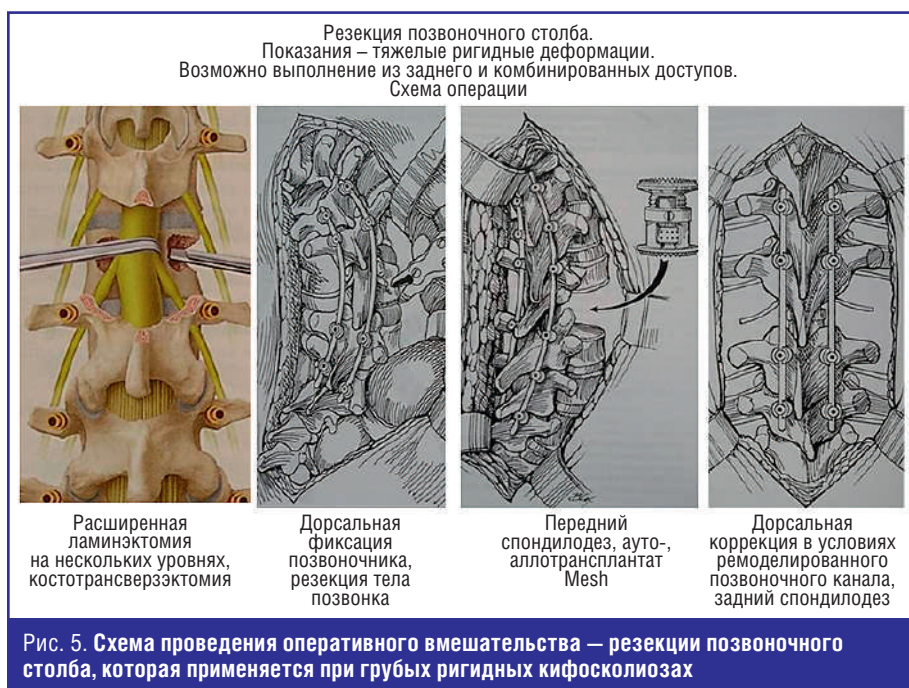 Резекция позвоночного столба.
Показания – тяжелые ригидные деформации.
Возможно выполнение из заднего и комбинированных доступов.
Схема операции
Расширенная
ламинэктомия
на нескольких уровнях,
костотрансверзэктомия
Дорсальная
фиксация
позвоночника,
резекция тела
позвонка
Передний
спондилодез, ауто-,
аллотрансплантат
Mesh
Дорсальная
коррекция в условиях
ремоделированного
позвоночного канала,
задний спондилодез
Рис. 5. Схема проведения оперативного вмешательства — резекции позвоночного
столба, которая применяется при грубых ригидных кифосколиозах